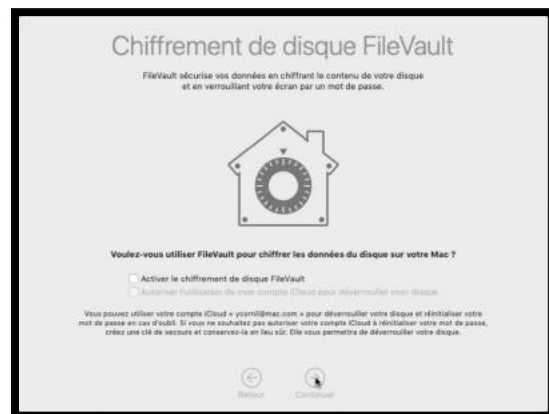 Chiffrement de disque FileVault
FileVault sécurise vos données en chiffrant le contenu de votre disque
et en verrouillant votre écran par un mot de passe.
Voulez-vous utiliser FileVault pour chiffrer les données du disque sur votre Mac ?
Activer le chiffrement de disque FileVault
Autoriser l'utilisation de mon compte iCloud pour déverrouiller mon disque
Vous pouvez utiliser votre compte iCloud « ycornil@mac.com » pour déverrouiller votre disque et réinitialiser votre
mot de passe en cas d'oubli. Si vous ne souhaitez pas autoriser votre compte iCloud à réinitialiser votre mot de passe,
créez une clé de secours et conservez-la en lieu sûr. Elle vous permettra de déverrouiller votre disque.
Retour
Continuer